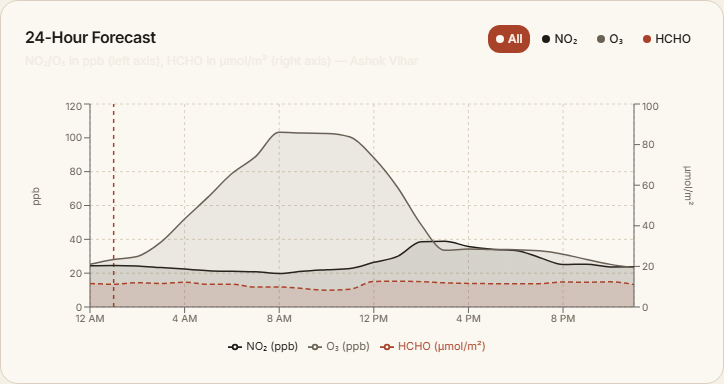 24-Hour Forecast
All NO₂ O₃ HCHO
NO₂/O₃ in ppb (left axis), HCHO in µmol/m² (right axis) — Ashok Vihar
120 100
100 80
80
60 60
40 40
20 20
0 0
ppb
µmol/m²
12 AM 4 AM 8 AM 12 PM 4 PM 8 PM
NO₂ (ppb) O₃ (ppb) HCHO (µmol/m²)